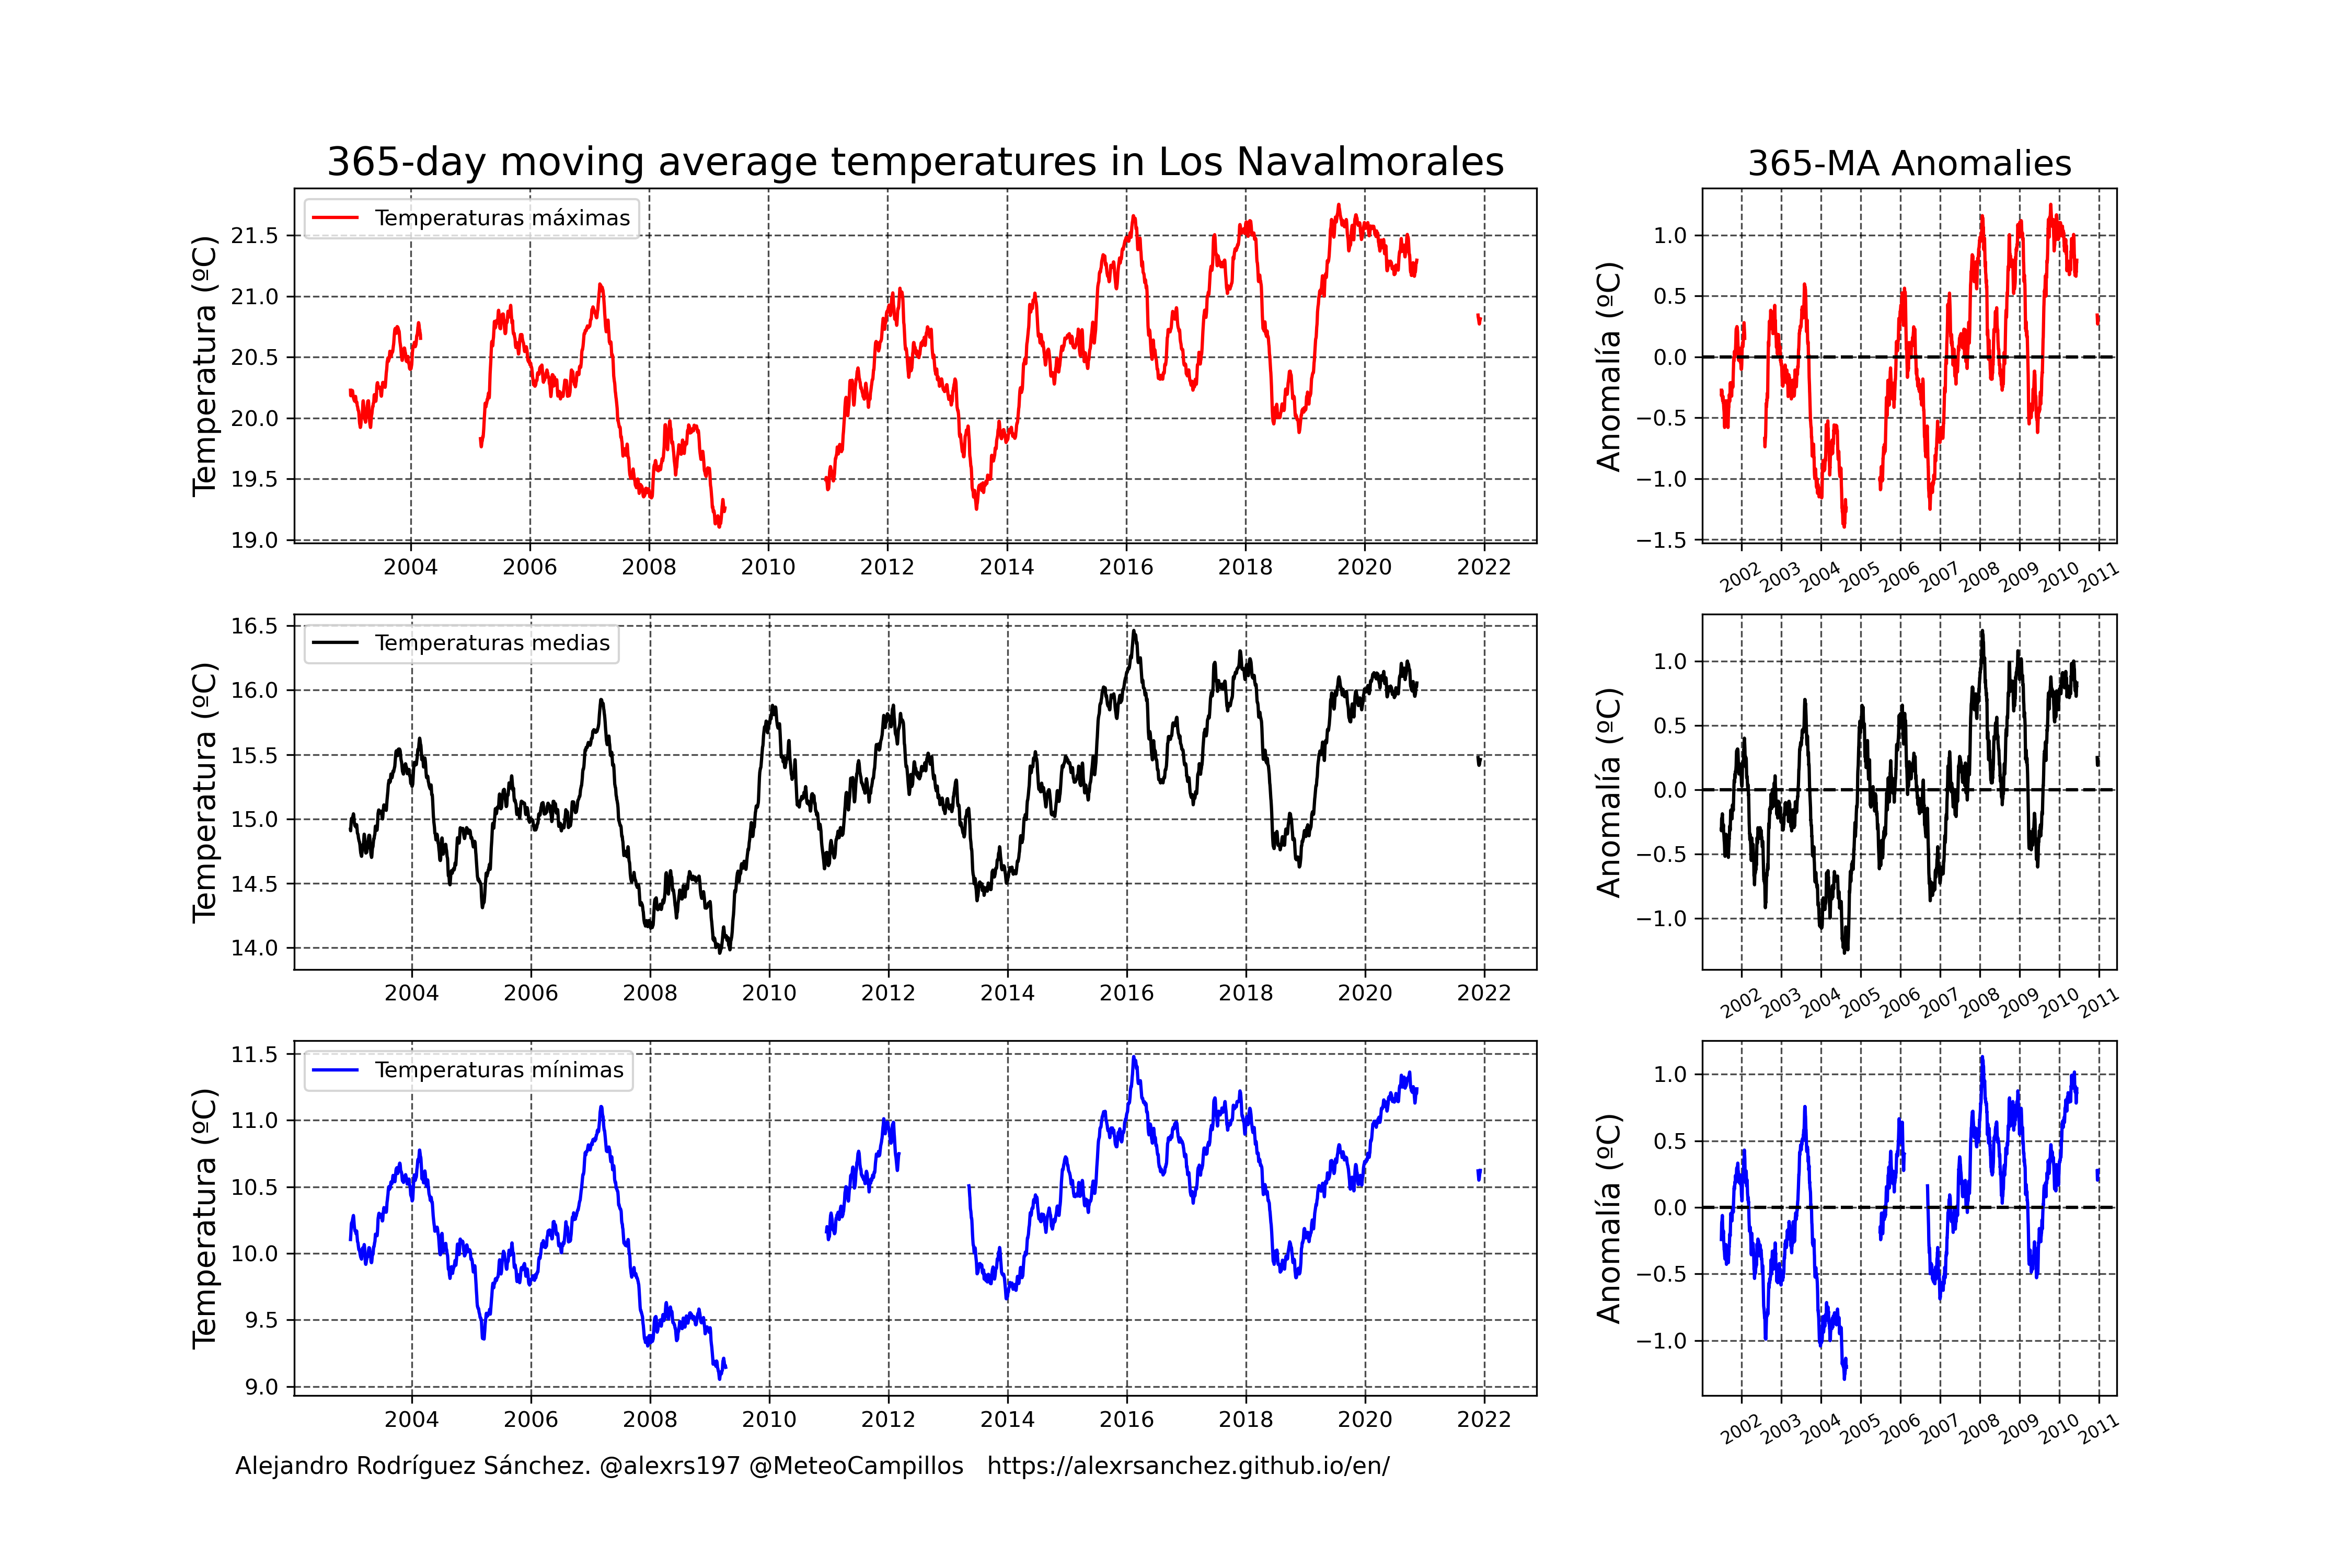 365-day moving average temperatures in Los Navalmorales
365-MA Anomalies
Temperatura (ºC)
Temperaturas máximas
21.5
21.0
20.5
20.0
19.5
19.0
2004 2006 2008 2010 2012 2014 2016 2018 2020 2022
Anomalía (ºC)
1.0
0.5
0.0
−0.5
−1.0
−1.5
2002 2003 2004 2005 2006 2007 2008 2009 2010 2011
Temperatura (ºC)
Temperaturas medias
16.5
16.0
15.5
15.0
14.5
14.0
2004 2006 2008 2010 2012 2014 2016 2018 2020 2022
Anomalía (ºC)
1.0
0.5
0.0
−0.5
−1.0
2002 2003 2004 2005 2006 2007 2008 2009 2010 2011
Temperatura (ºC)
Temperaturas mínimas
11.5
11.0
10.5
10.0
9.5
9.0
2004 2006 2008 2010 2012 2014 2016 2018 2020 2022
Anomalía (ºC)
1.0
0.5
0.0
−0.5
−1.0
2002 2003 2004 2005 2006 2007 2008 2009 2010 2011
Alejandro Rodríguez Sánchez. @alexrs197 @MeteoCampillos https://alexrsanchez.github.io/en/